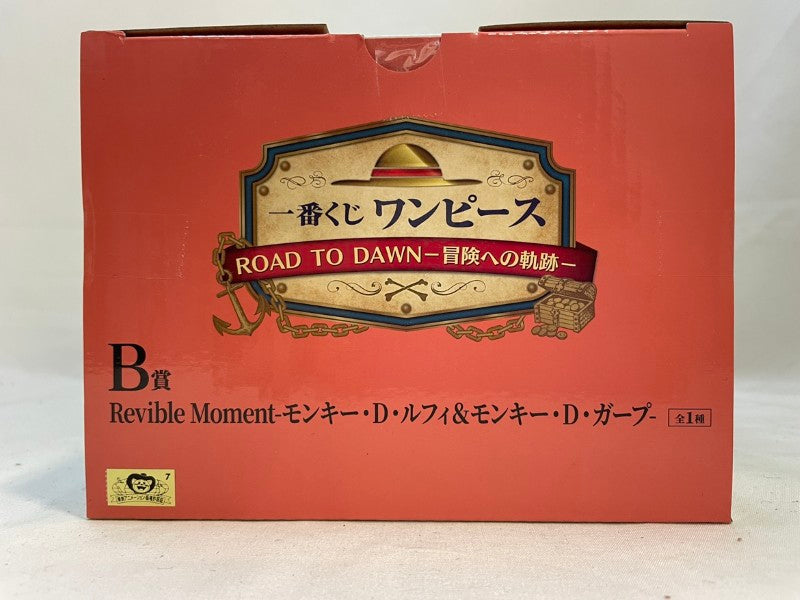 一番くじ ワンピース
ROAD TO DAWN－冒険への軌跡－
B賞
Revible Moment-モンキー・D・ルフィ&モンキー・D・ガープ- 全1種
7